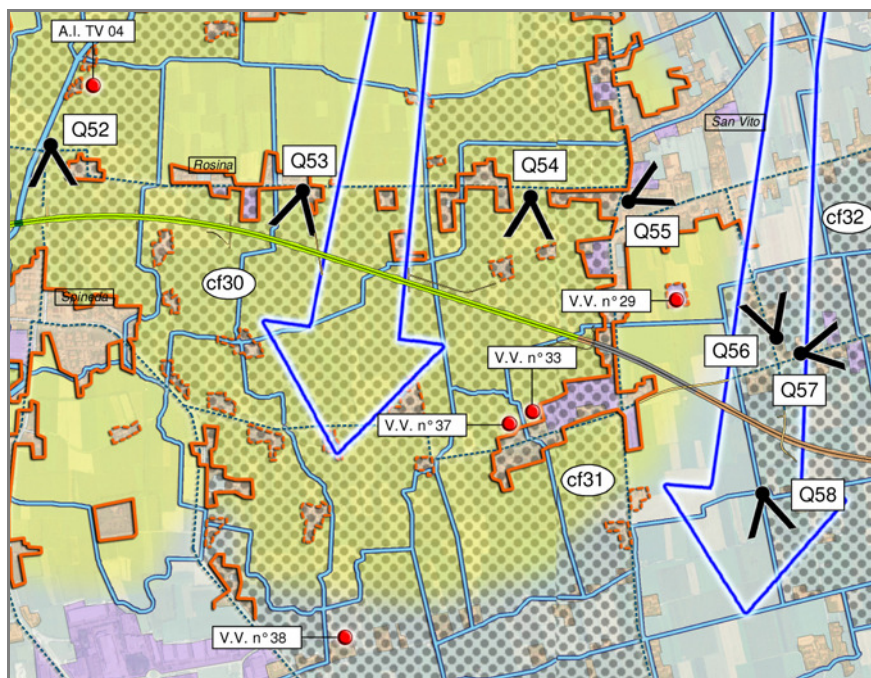 A.I. TV 04
Q52
San Vito
Rosina
Q53
Q54
Q55
cf32
cf30
Spineda
V.V. n°29
Q56
V.V. n°33
Q57
V.V. n°37
cf31
Q58
V.V. n°38